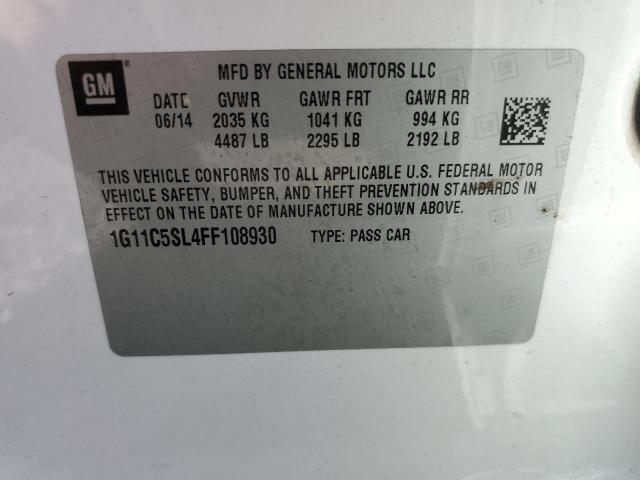 GM
MFD BY GENERAL MOTORS LLC
DATE GVWR GAWR FRT GAWR RR
06/14 2035 KG 1041 KG 994 KG
4487 LB 2295 LB 2192 LB
THIS VEHICLE CONFORMS TO ALL APPLICABLE U.S. FEDERAL MOTOR
VEHICLE SAFETY, BUMPER, AND THEFT PREVENTION STANDARDS IN
EFFECT ON THE DATE OF MANUFACTURE SHOWN ABOVE.
1G11C5SL4FF108930 TYPE: PASS CAR